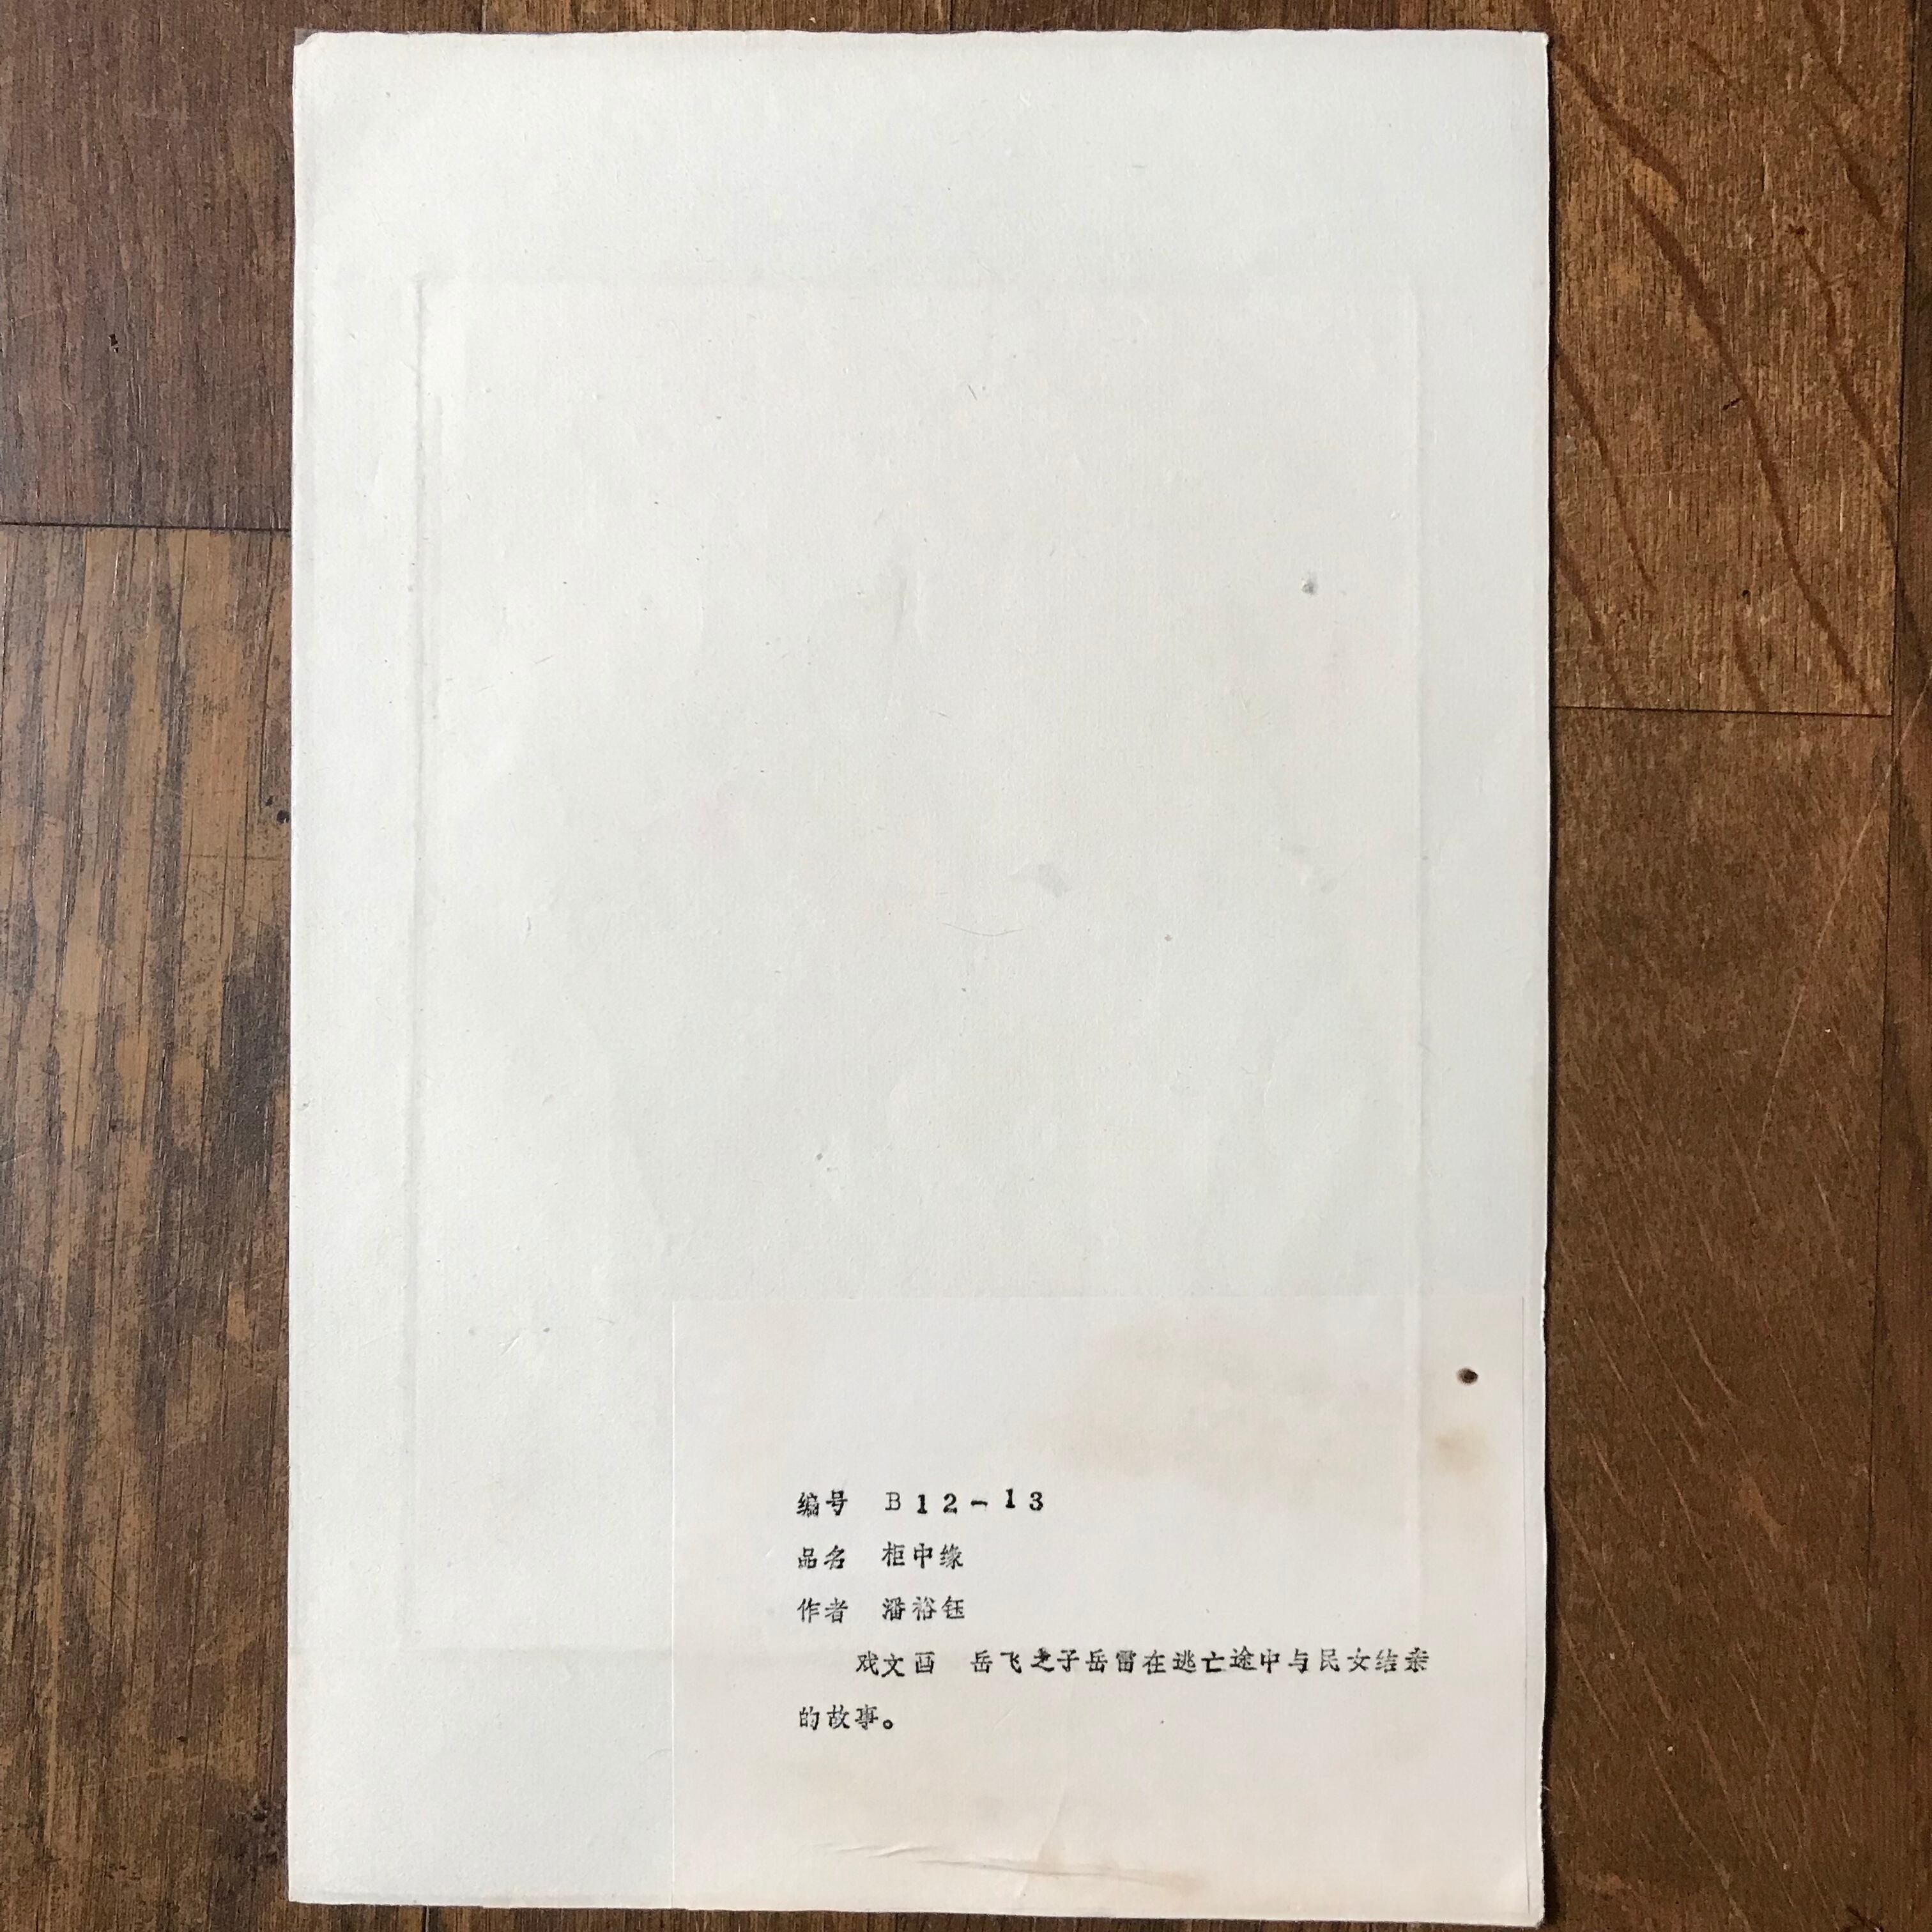 编号 B12-13
品名 柜中缘
作者 潘裕钰
戏文画 岳飞之子岳雷在逃亡途中与民女结亲
的故事。